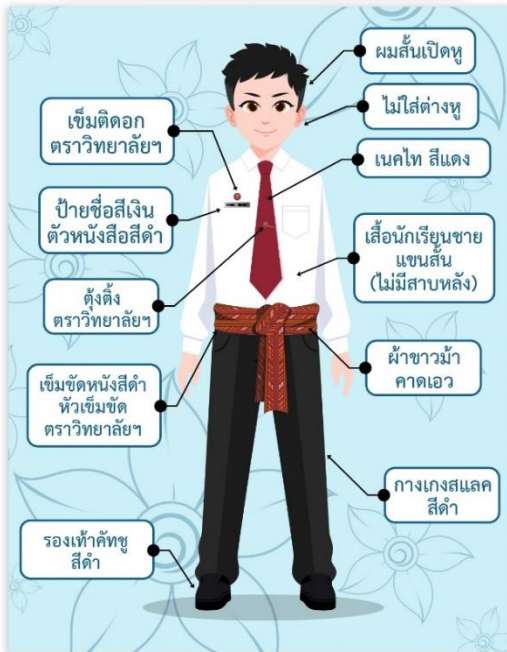 ผมสั้นเปิดหู
ไม่ใส่ต่างหู
เนคไท สีแดง
เสื้อนักเรียนชาย
แขนสั้น
(ไม่มีสาบหลัง)
ผ้าขาวม้า
คาดเอว
กางเกงสแลค
สีดำ
เข็มติดอก
ตราวิทยาลัยฯ
ป้ายชื่อสีเงิน
ตัวหนังสือสีดำ
ตุ้งติ้ง
ตราวิทยาลัยฯ
เข็มขัดหนังสีดำ
หัวเข็มขัด
ตราวิทยาลัยฯ
รองเท้าคัทชู
สีดำ